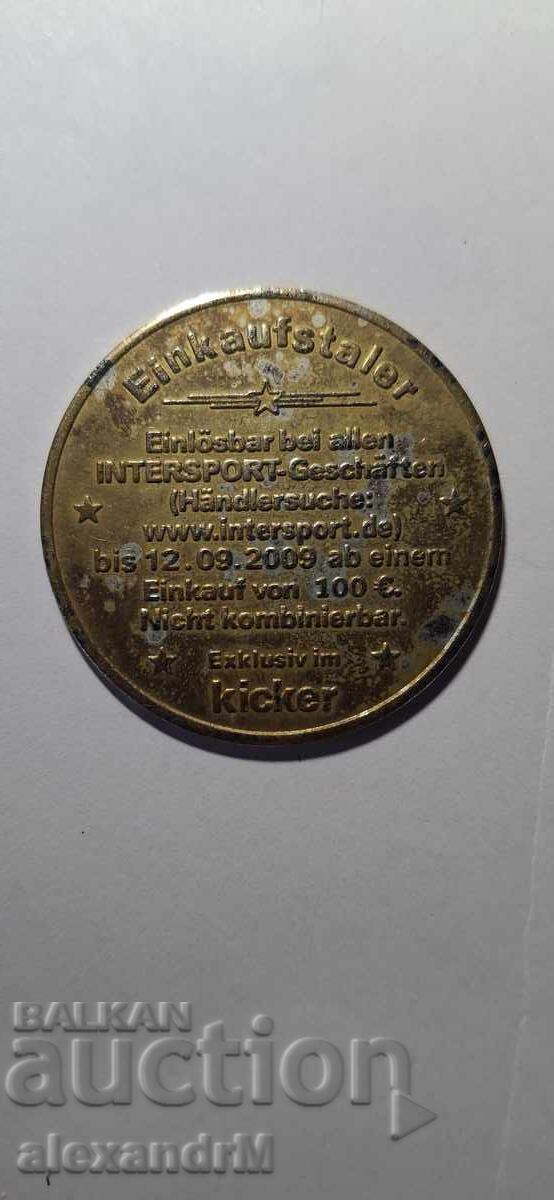 Einkaufstaler
Einlösbar bei allen
INTERSPORT-Geschäften
(Händlersuche:
www.intersport.de)
bis 12.09.2009 ab einem
Einkauf von 100 €.
Nicht kombinierbar.
Exklusiv im
kicker
BALKAN
auction
alexandrM